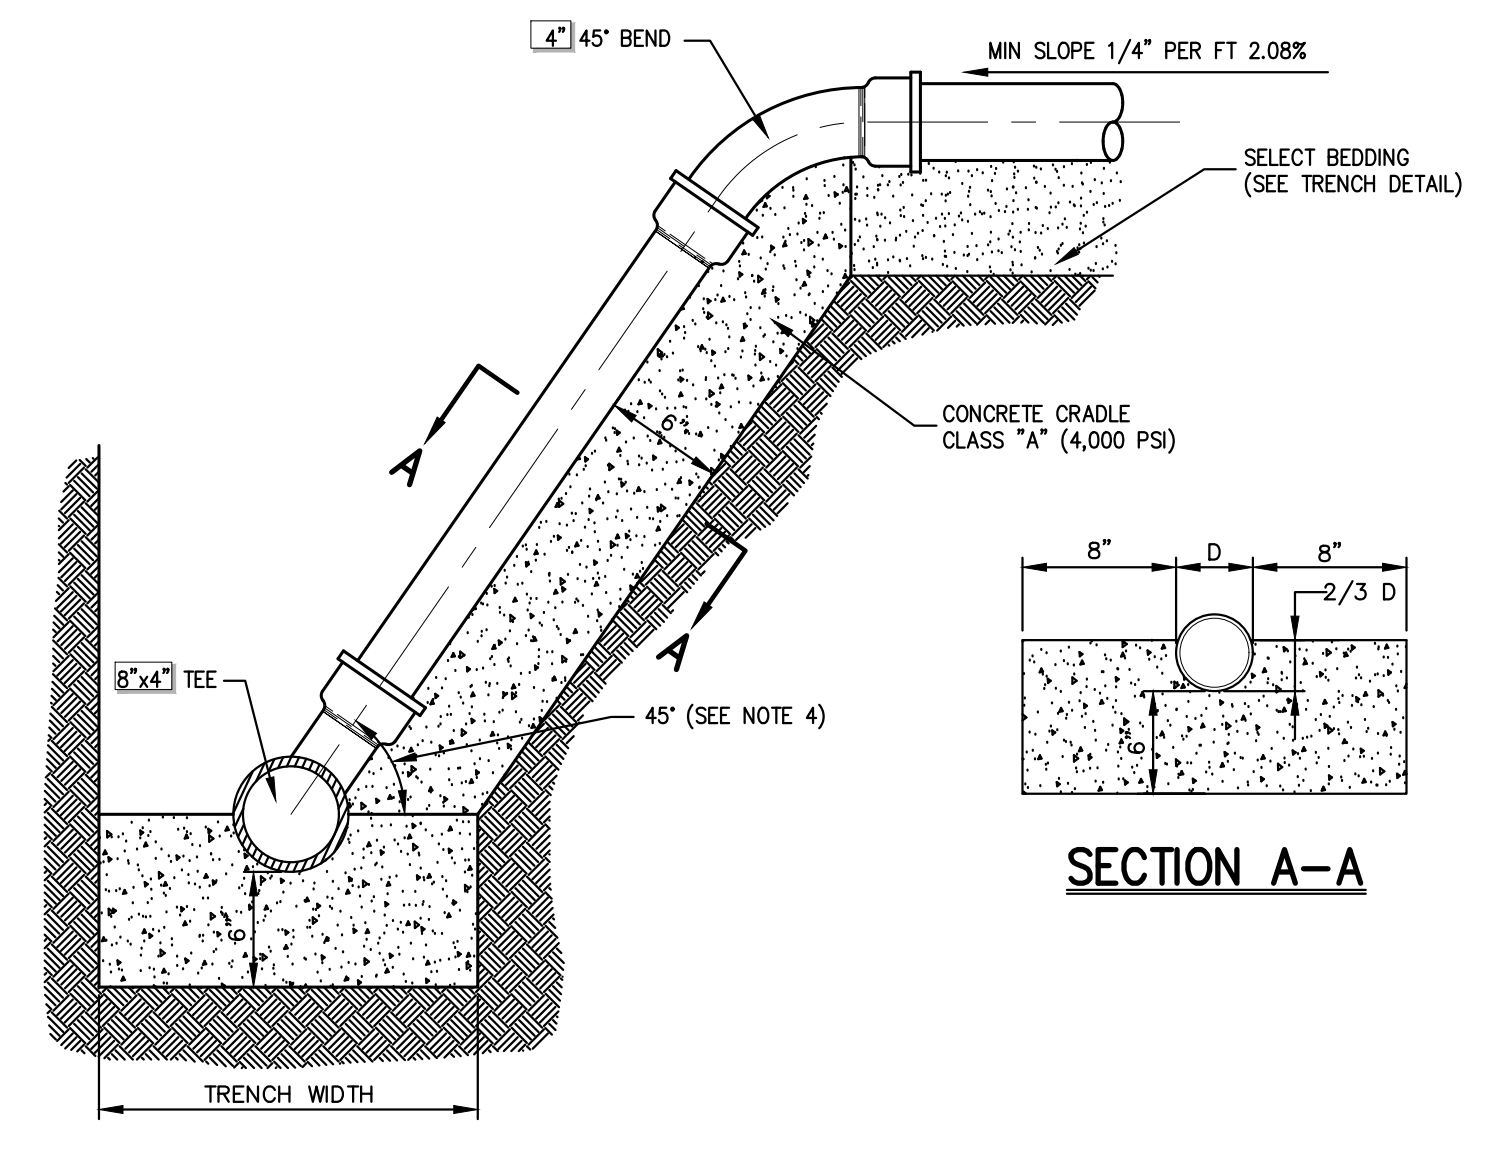 4" 45° BEND
MIN SLOPE 1/4" PER FT 2.08%
SELECT BEDDING
(SEE TRENCH DETAIL)
6"
CONCRETE CRADLE
CLASS "A" (4,000 PSI)
A
A
8"x4" TEE
45° (SEE NOTE 4)
6"
TRENCH WIDTH
8" D 8"
2/3 D
6"
SECTION A-A